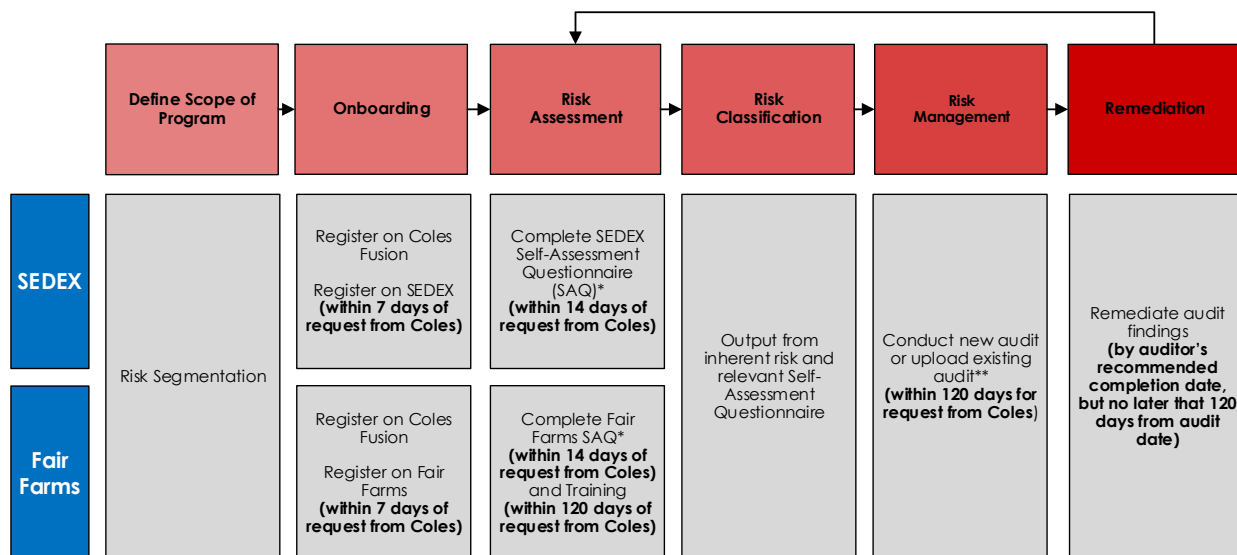 Define Scope of
Program
Onboarding
Risk
Assessment
Risk
Classification
Risk
Management
Remediation
SEDEX
Fair
Farms
Risk Segmentation
Register on Coles
Fusion
Register on SEDEX
(within 7 days of
request from Coles)
Register on Coles
Fusion
Register on Fair
Farms
(within 7 days of
request from Coles)
Complete SEDEX
Self-Assessment
Questionnaire
(SAQ)*
(within 14 days of
request from Coles)
Complete Fair
Farms SAQ*
(within 14 days of
request from Coles)
and Training
(within 120 days of
request from Coles)
Output from
inherent risk and
relevant Self-
Assessment
Questionnaire
Conduct new audit
or upload existing
audit**
(within 120 days for
request from Coles)
Remediate audit
findings
(by auditor's
recommended
completion date,
but no later that 120
days from audit
date)